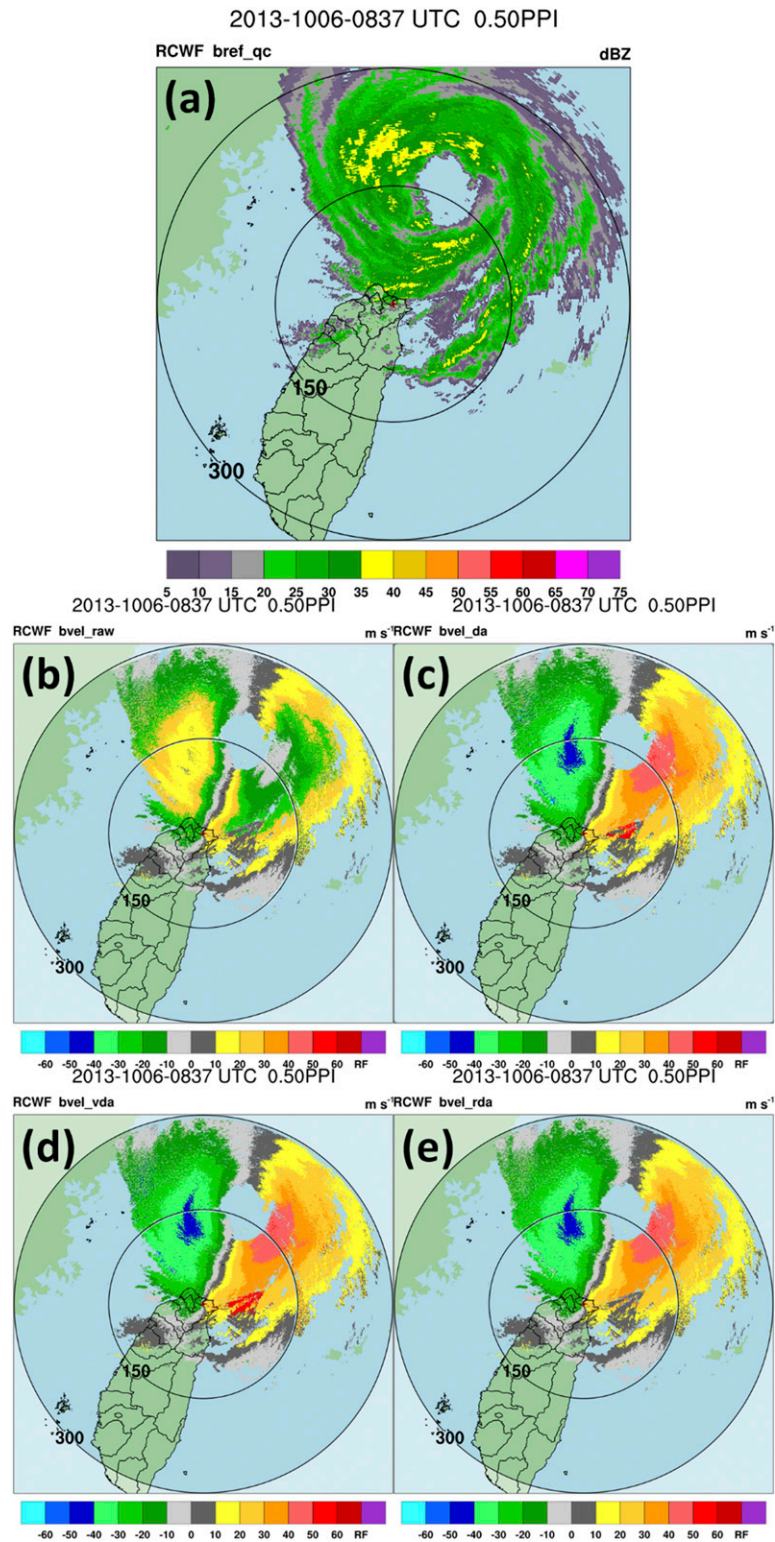 2013-1006-0837 UTC 0.50PPI
RCWF bref_qc dBZ
(a)
150
300
5 10 15 20 25 30 35 40 45 50 55 60 65 70 75
2013-1006-0837 UTC 0.50PPI 2013-1006-0837 UTC 0.50PPI
RCWF bvel_raw m s⁻¹ RCWF bvel_da m s⁻¹
(b) (c)
150 150
300 300
-60 -50 -40 -30 -20 -10 0 10 20 30 40 50 60 RF -60 -50 -40 -30 -20 -10 0 10 20 30 40 50 60 RF
2013-1006-0837 UTC 0.50PPI 2013-1006-0837 UTC 0.50PPI
RCWF bvel_vda m s⁻¹ RCWF bvel_rda m s⁻¹
(d) (e)
150 150
300 300
-60 -50 -40 -30 -20 -10 0 10 20 30 40 50 60 RF -60 -50 -40 -30 -20 -10 0 10 20 30 40 50 60 RF